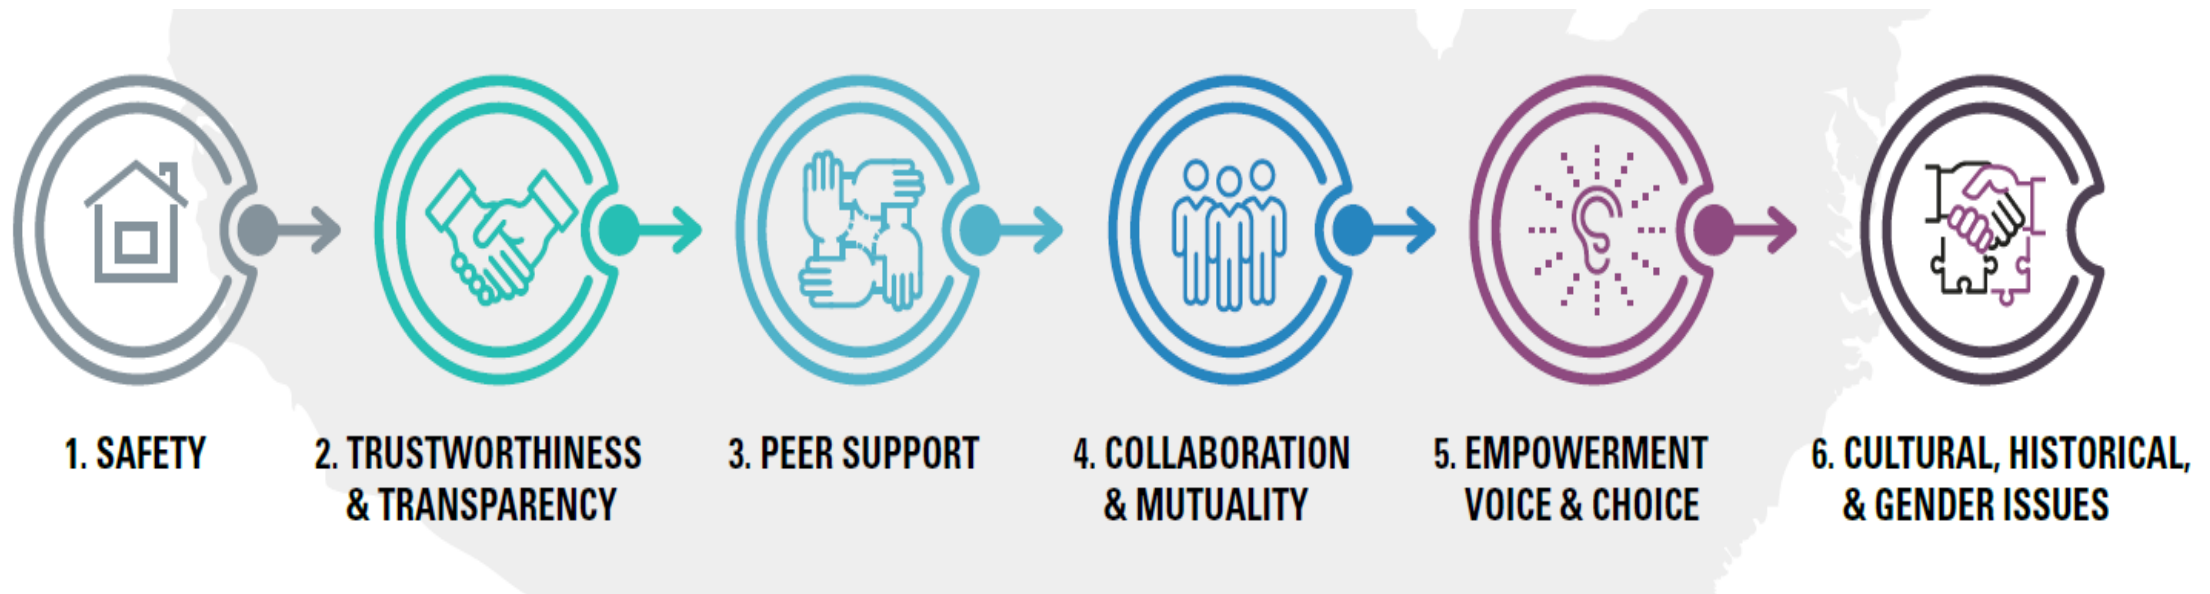 1. SAFETY
2. TRUSTWORTHINESS
& TRANSPARENCY
3. PEER SUPPORT
4. COLLABORATION
& MUTUALITY
5. EMPOWERMENT
VOICE & CHOICE
6. CULTURAL, HISTORICAL,
& GENDER ISSUES